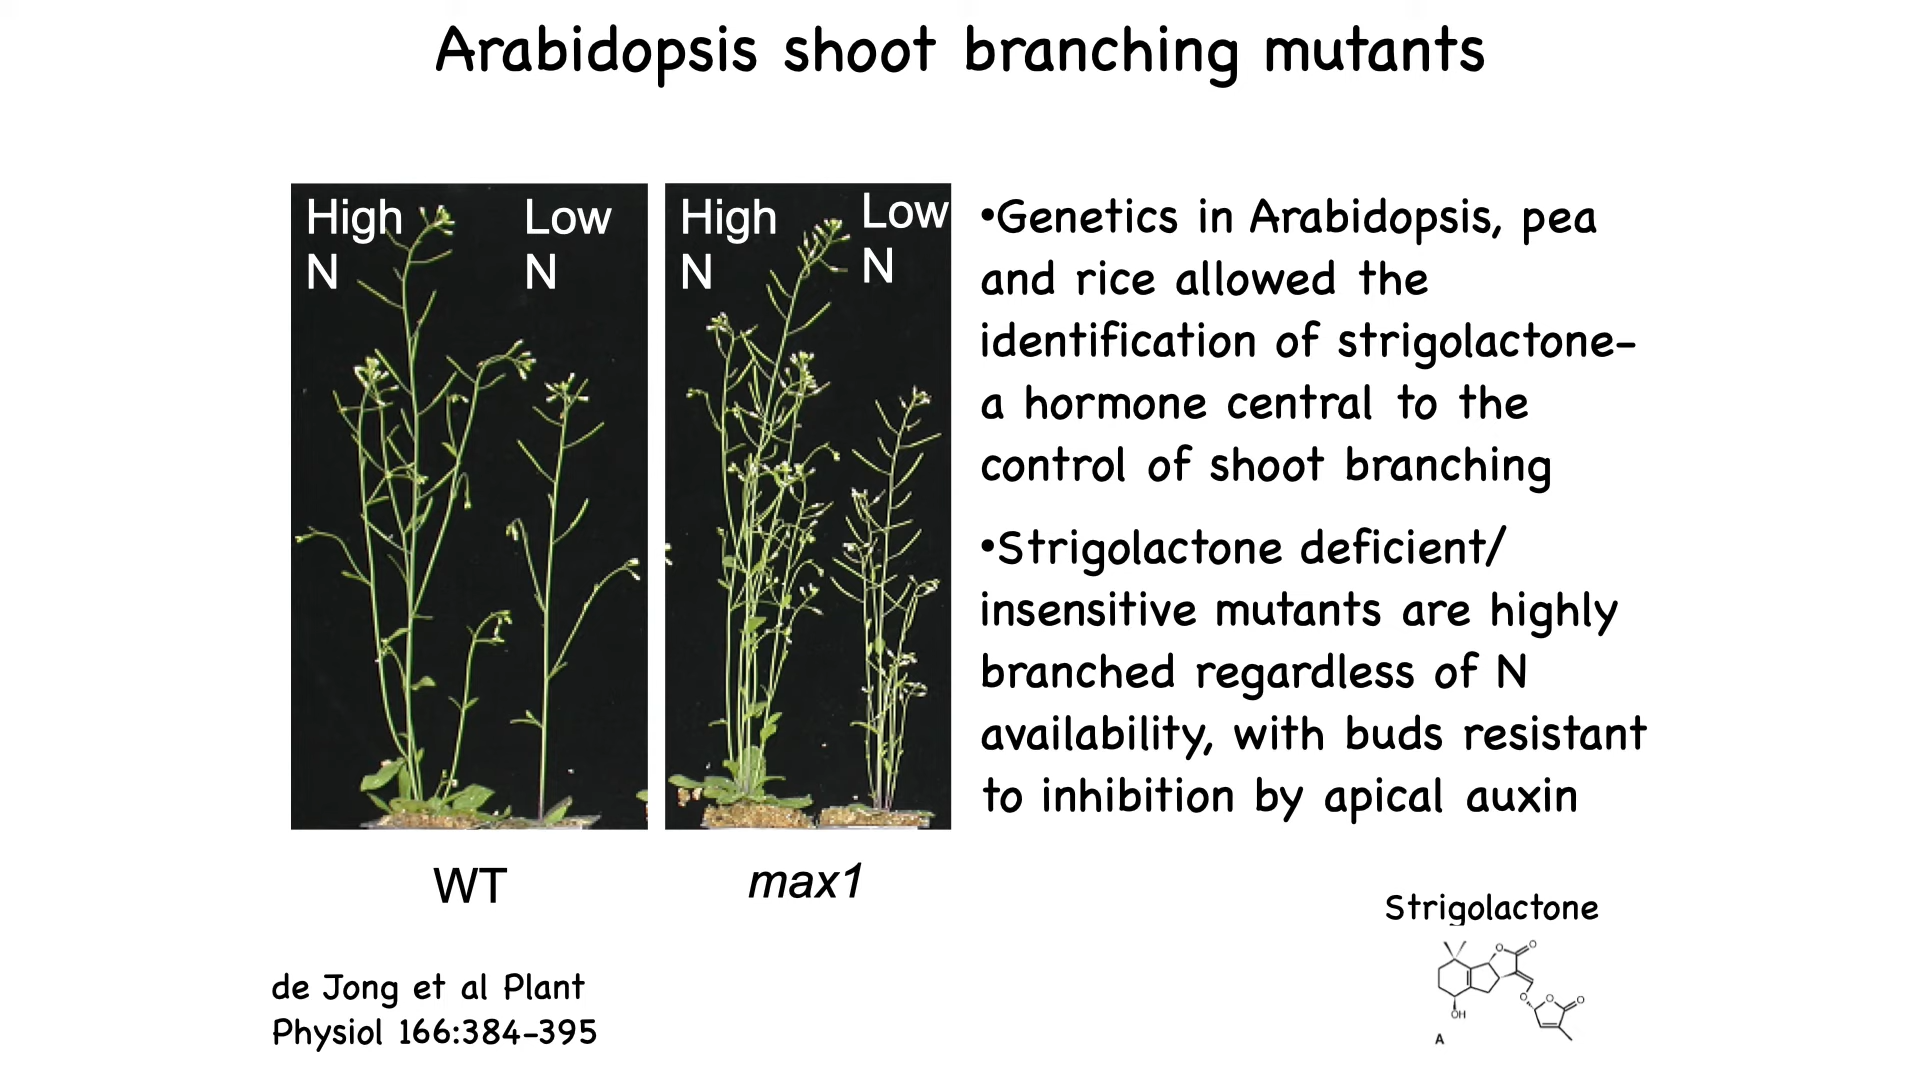 Arabidopsis shoot branching mutants
High
N
Low
N
High
N
Low
N
•Genetics in Arabidopsis, pea
and rice allowed the
identification of strigolactone-
a hormone central to the
control of shoot branching
•Strigolactone deficient/
insensitive mutants are highly
branched regardless of N
availability, with buds resistant
to inhibition by apical auxin
WT
max1
Strigolactone
O
O
O
O
O
OH
A
de Jong et al Plant
Physiol 166:384-395